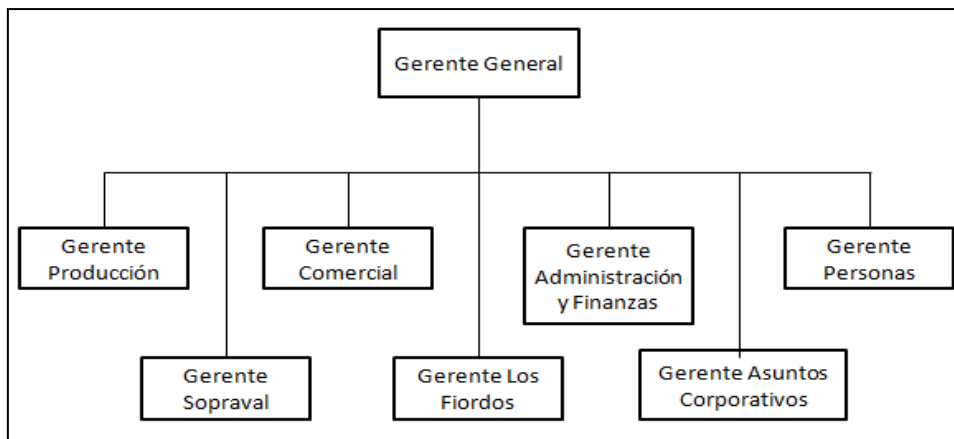 Gerente General
Gerente
Producción
Gerente
Comercial
Gerente
Administración
y Finanzas
Gerente
Personas
Gerente
Sopraval
Gerente Los
Fiordos
Gerente Asuntos
Corporativos